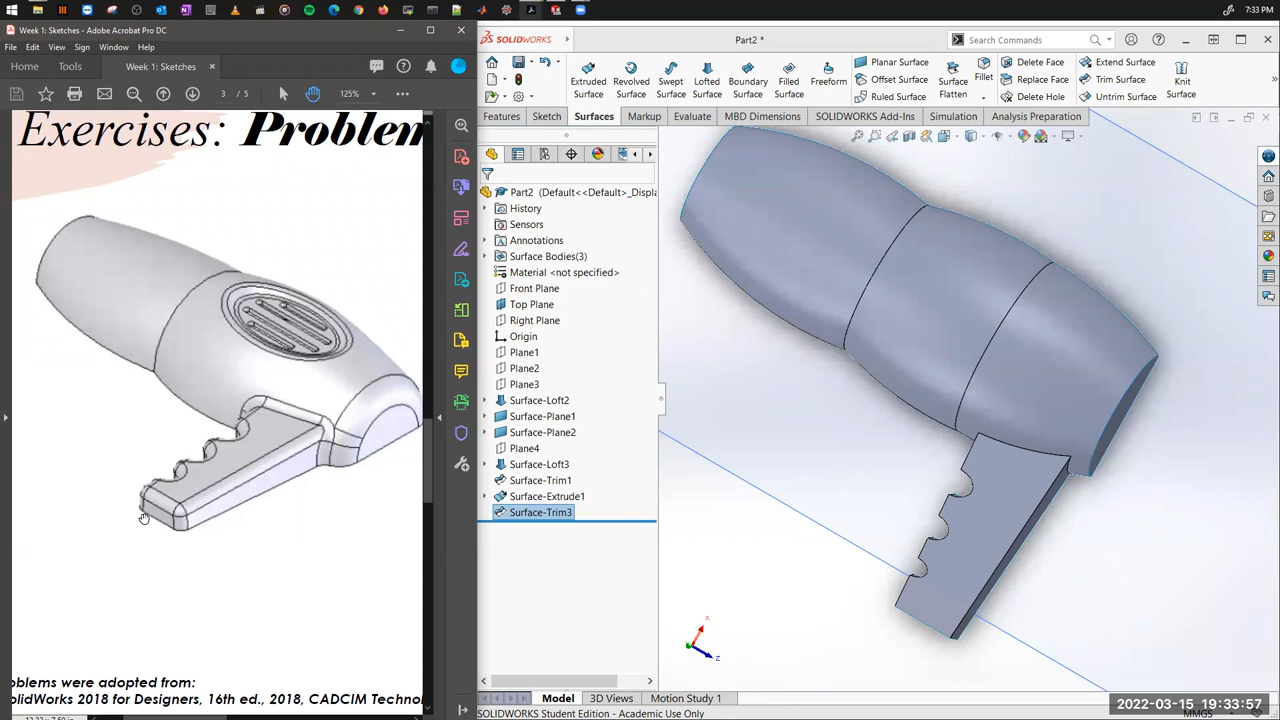 7:33 PM
Week 1: Sketches - Adobe Acrobat Pro DC
File Edit View Sign Window Help
Home Tools Week 1: Sketches ×
3 / 5 125%
Exercises: Problem
oblems were adopted from:
olidWorks 2018 for Designers, 16th ed., 2018, CADCIM Technol
SOLIDWORKS Part2 * Search Commands
Extruded Surface
Revolved Surface
Swept Surface
Lofted Surface
Boundary Surface
Filled Surface
Freeform
Planar Surface
Offset Surface
Ruled Surface
Surface Flatten
Fillet
Delete Face
Replace Face
Delete Hole
Extend Surface
Trim Surface
Untrim Surface
Knit Surface
Features Sketch Surfaces Markup Evaluate MBD Dimensions SOLIDWORKS Add-Ins Simulation Analysis Preparation
Part2 (Default<<Default>_Displa
History
Sensors
Annotations
Surface Bodies(3)
Material <not specified>
Front Plane
Top Plane
Right Plane
Origin
Plane1
Plane2
Plane3
Surface-Loft2
Surface-Plane1
Surface-Plane2
Plane4
Surface-Loft3
Surface-Trim1
Surface-Extrude1
Surface-Trim3
X
Z
Model 3D Views Motion Study 1
SOLIDWORKS Student Edition - Academic Use Only
2022-03-15 19:33:57